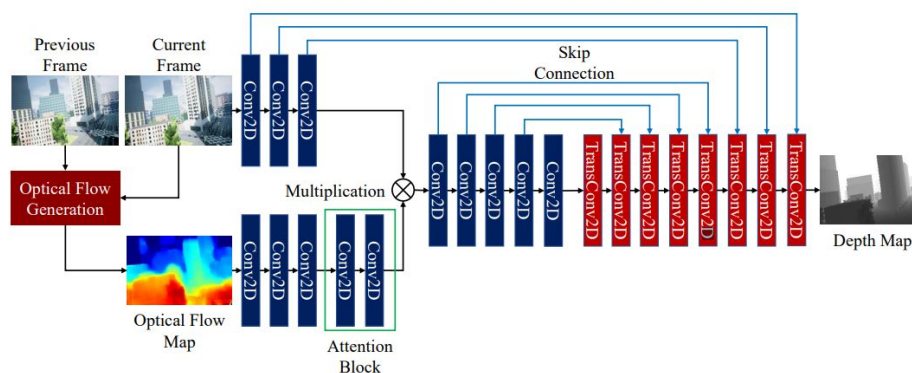 Previous
Frame
Current
Frame
Optical Flow
Generation
Optical Flow
Map
Conv2D
Conv2D
Conv2D
Conv2D
Conv2D
Conv2D
Conv2D
Conv2D
Attention
Block
Multiplication
Skip
Connection
Conv2D
Conv2D
Conv2D
Conv2D
Conv2D
TransConv2D
TransConv2D
TransConv2D
TransConv2D
TransConv2D
TransConv2D
TransConv2D
TransConv2D
Depth Map